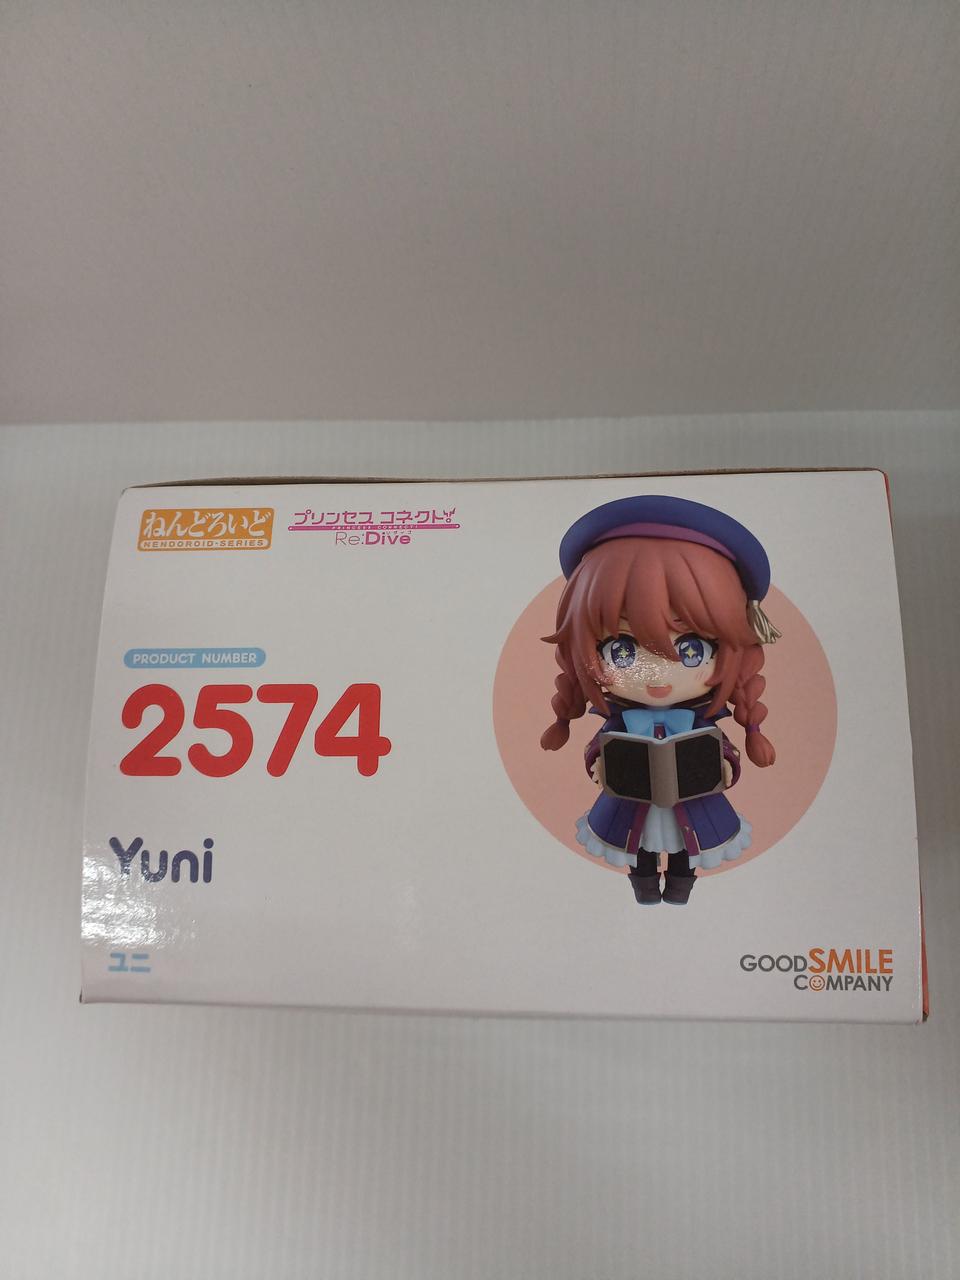 ねんどろいど
NENDOROID-SERIES
プリンセス コネクト!
PRINCESS CONNECT!
Re:Dive
PRODUCT NUMBER
2574
Yuni
ユニ
GOOD SMILE
COMPANY